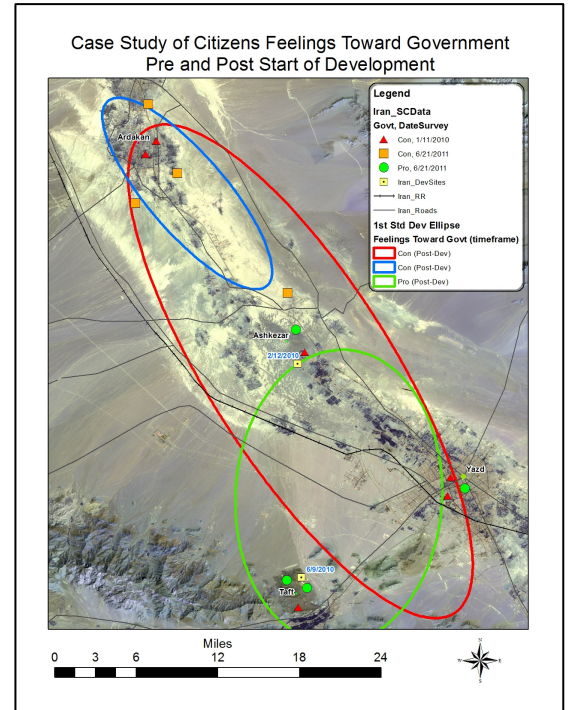 Case Study of Citizens Feelings Toward Government
Pre and Post Start of Development
Legend
Iran_SCData
Govt, DateSurvey
Con, 1/11/2010
Con, 6/21/2011
Pro, 6/21/2011
Iran_DevSites
Iran_RR
Iran_Roads
1st Std Dev Ellipse
Feelings Toward Govt (timeframe)
Con (Post-Dev)
Con (Post-Dev)
Pro (Post-Dev)
Ardakan
Ashkezar
2/12/2010
Yazd
5/9/2010
Taft
Miles
0 3 6 12 18 24
N
W E
S